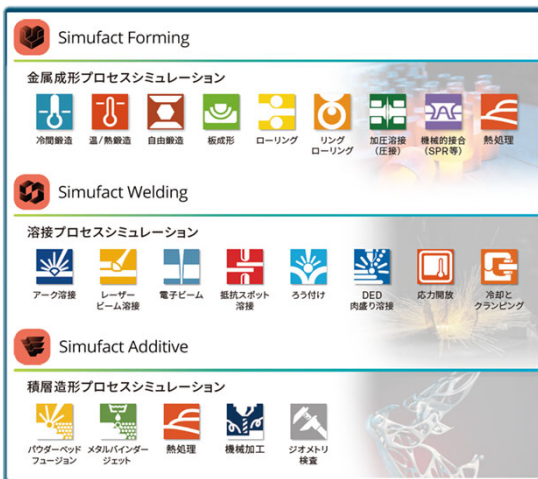 Simufact Forming
金属成形プロセスシミュレーション
冷間鍛造
温/熱鍛造
自由鍛造
板成形
ローリング
リング
ローリング
加圧溶接
(圧接)
機械的接合
(SPR等)
熱処理
Simufact Welding
溶接プロセスシミュレーション
アーク溶接
レーザー
ビーム溶接
電子ビーム
抵抗スポット
溶接
ろう付け
DED
肉盛り溶接
応力開放
冷却と
クランピング
Simufact Additive
積層造形プロセスシミュレーション
パウダーベッド
フュージョン
メタルバインダー
ジェット
熱処理
機械加工
ジオメトリ
検査